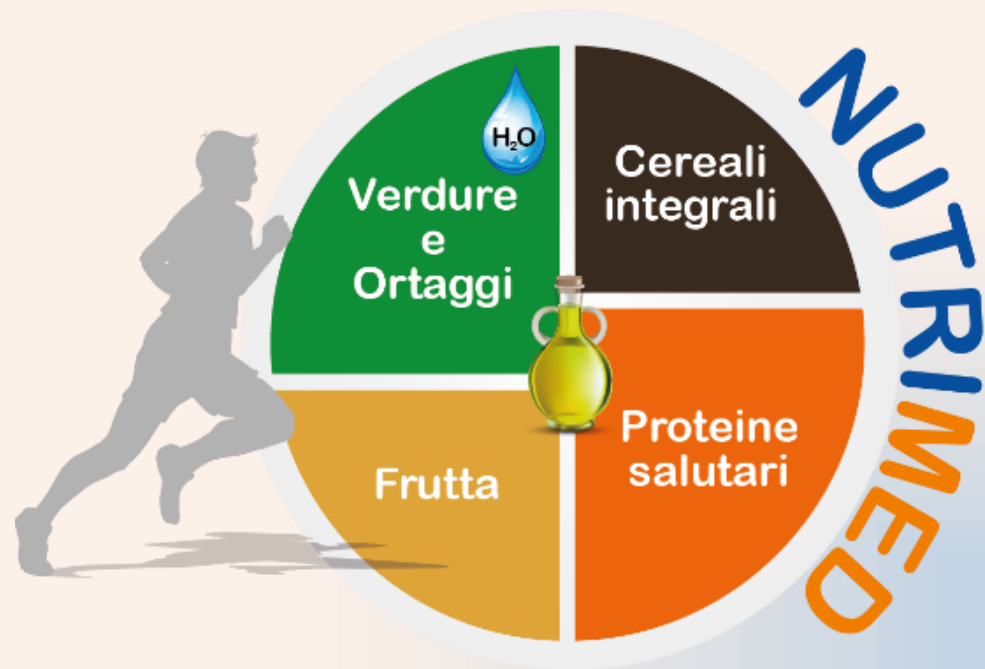 H₂O
Verdure
e
Ortaggi
Cereali
integrali
Frutta
Proteine
salutari
NUTRIMED